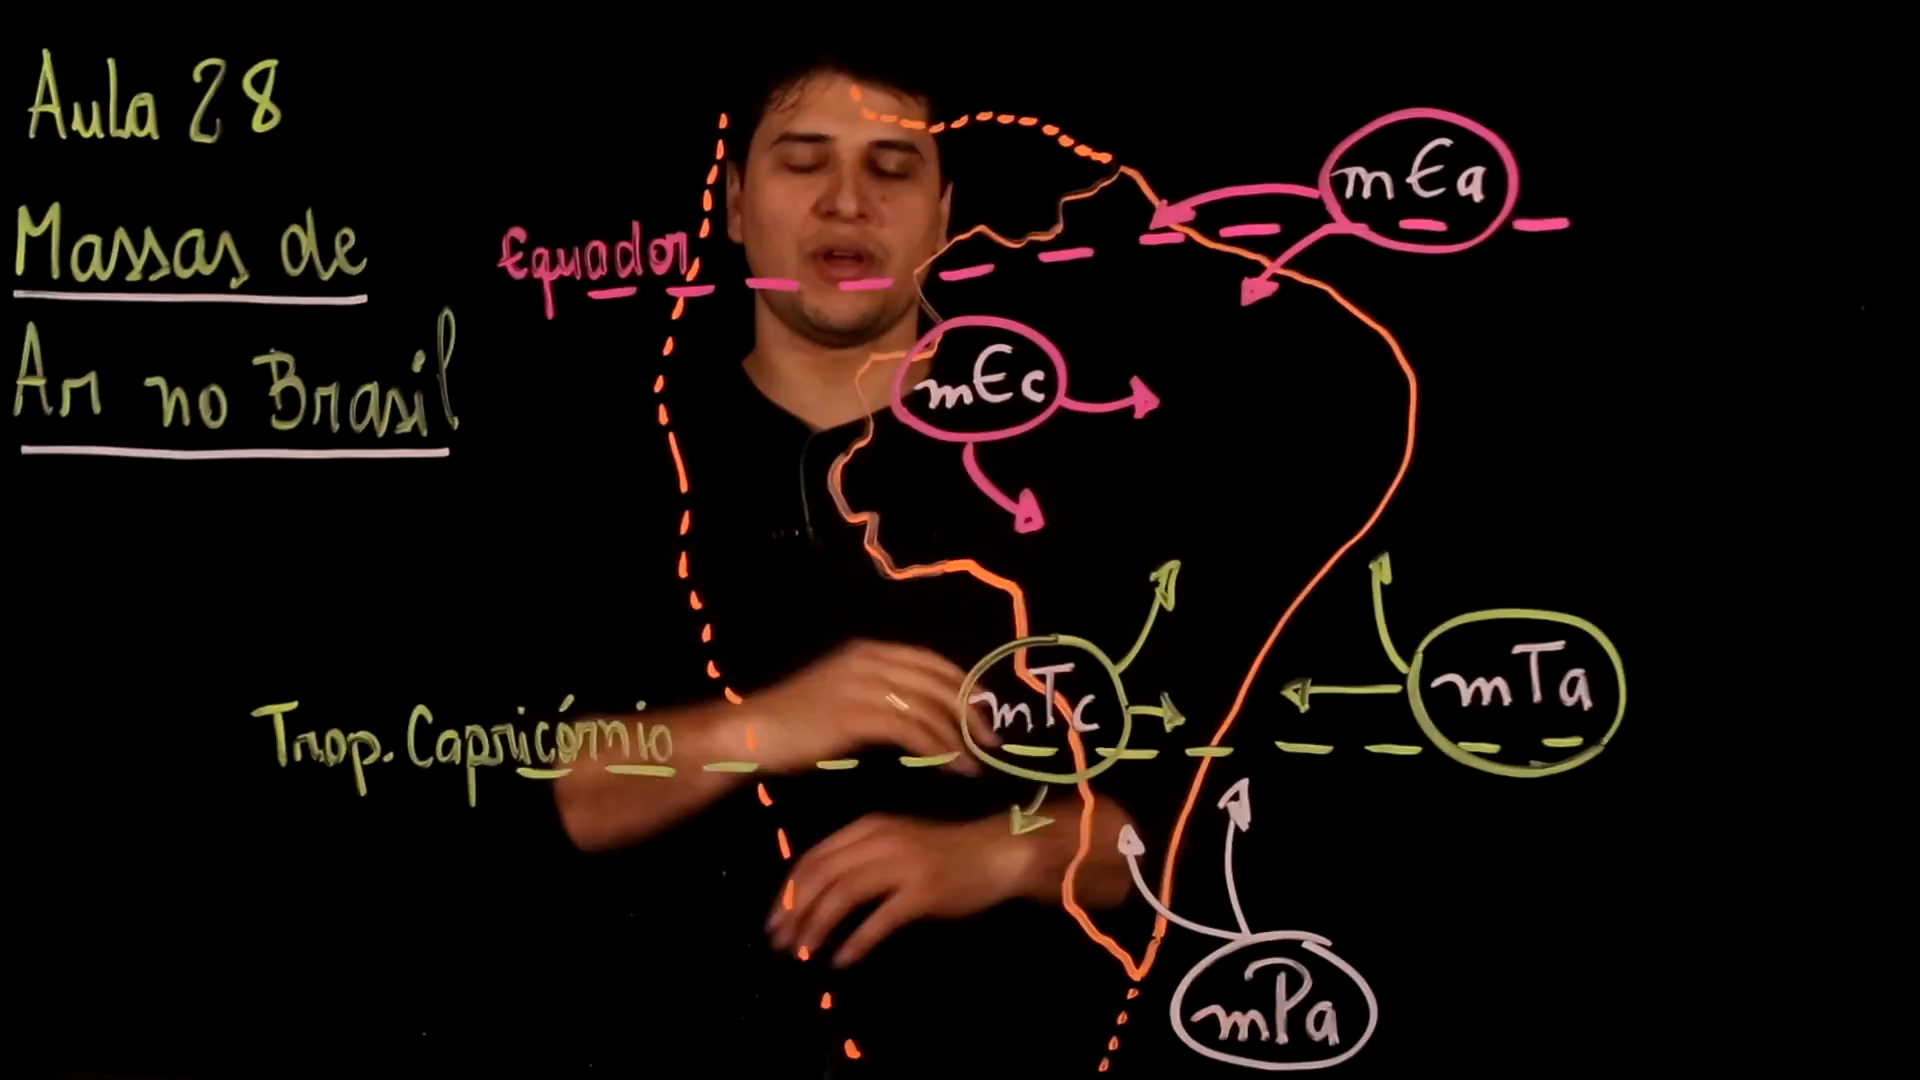 Aula 28
Massas de
Ar no Brasil
mEa
Equador
mEc
mTc
mTa
Trop. Capricórnio
mPa